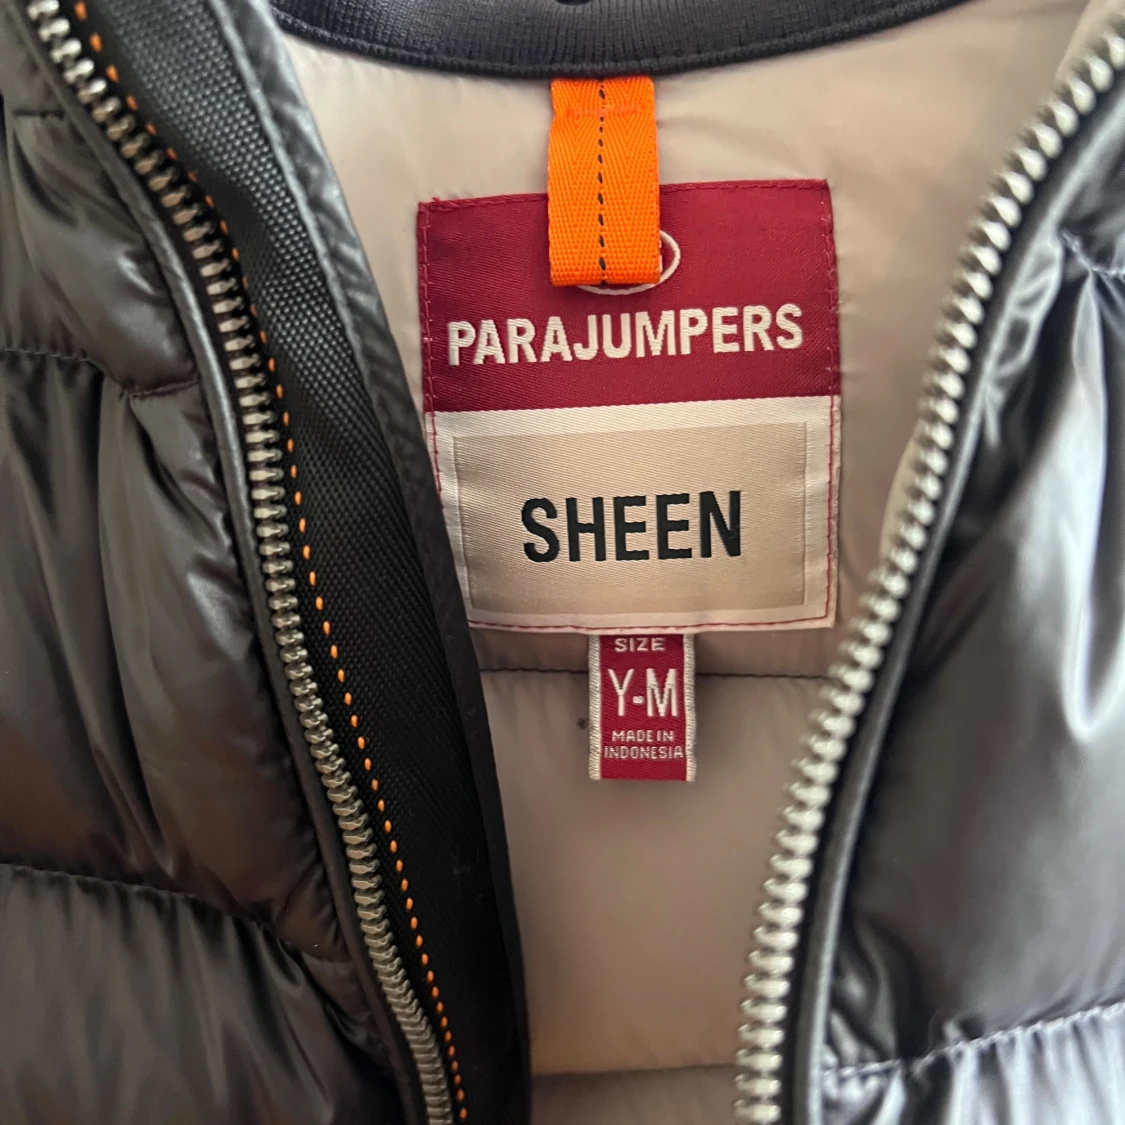 PARAJUMPERS
SHEEN
SIZE
Y-M
MADE IN
INDONESIA